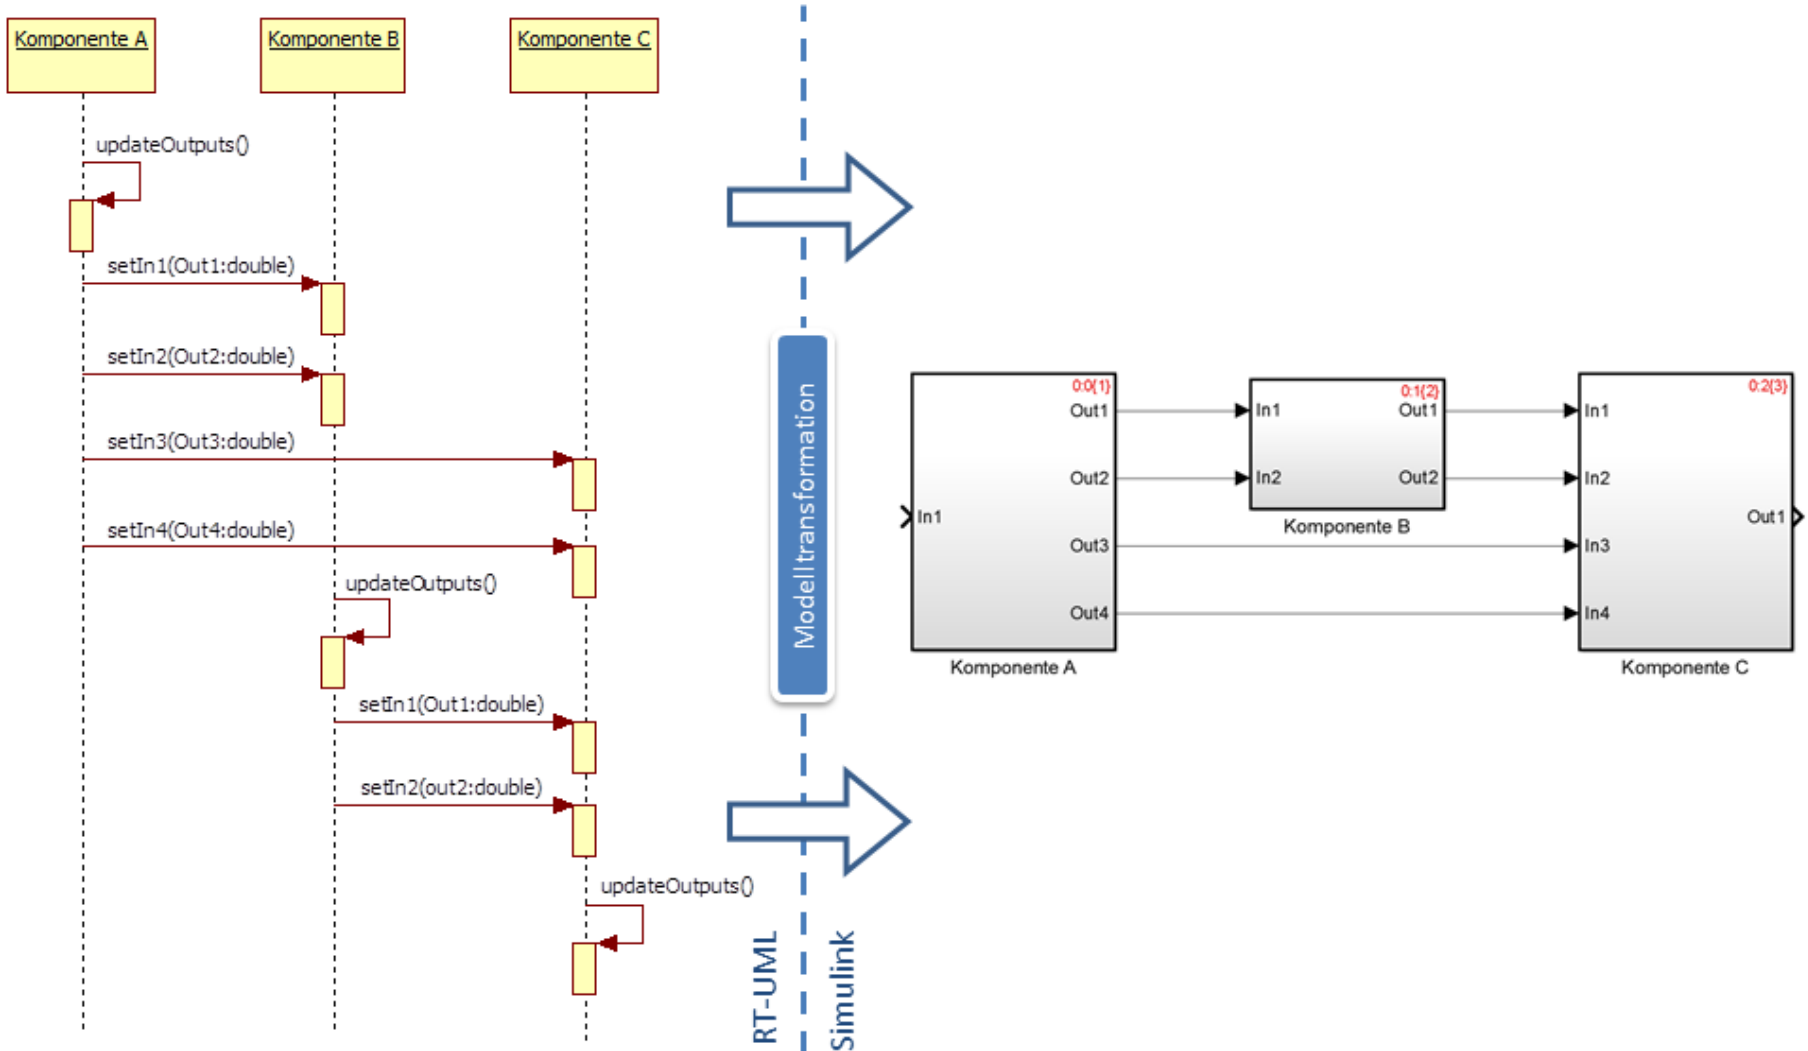 Komponente A
Komponente B
Komponente C
updateOutputs()
setIn1(Out1:double)
setIn2(Out2:double)
setIn3(Out3:double)
setIn4(Out4:double)
updateOutputs()
setIn1(Out1:double)
setIn2(out2:double)
updateOutputs()
RT-UML
Modelltransformation
Simulink
0:0{1}
In1
Out1
Out2
Out3
Out4
Komponente A
0:1{2}
In1
Out1
In2
Out2
Komponente B
0:2{3}
In1
In2
In3
In4
Out1
Komponente C